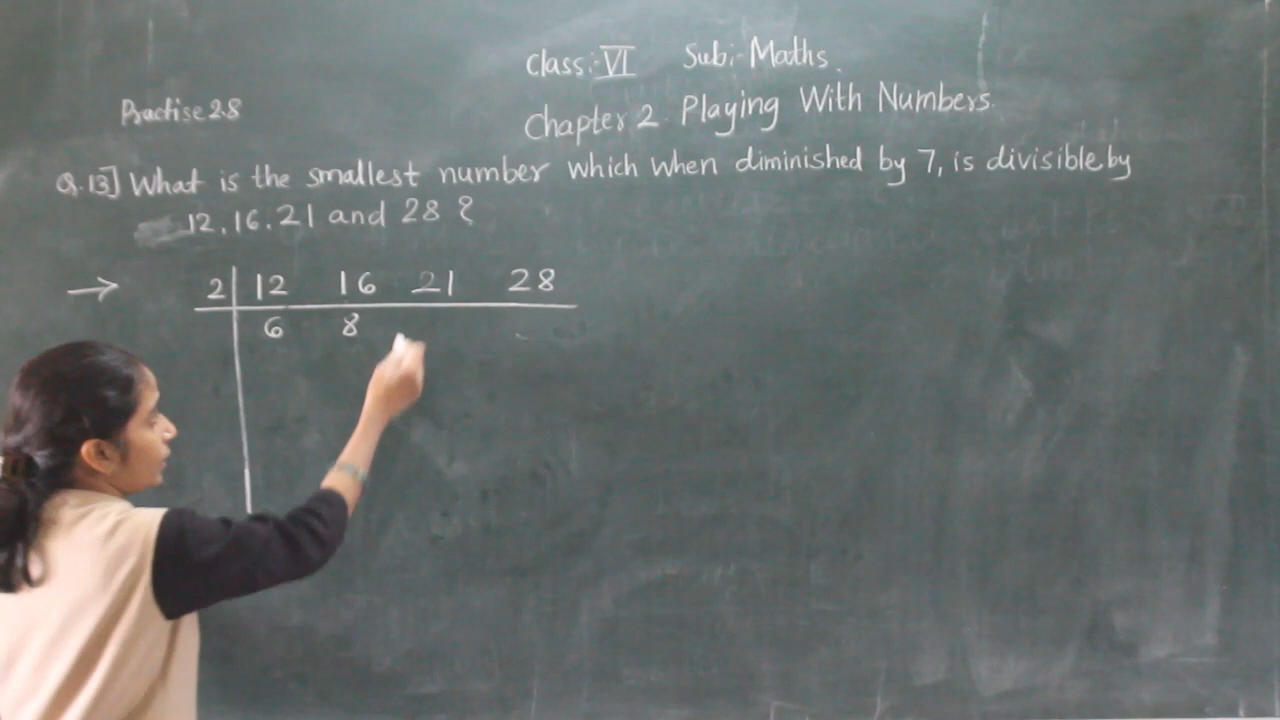 Class:-VI Sub:-Maths.
Practise 2.8
Chapter 2. Playing With Numbers.
Q.13] What is the smallest number which when diminished by 7, is divisible by
12, 16. 21 and 28 ?
→ 2 | 12 16 21 28
6 8